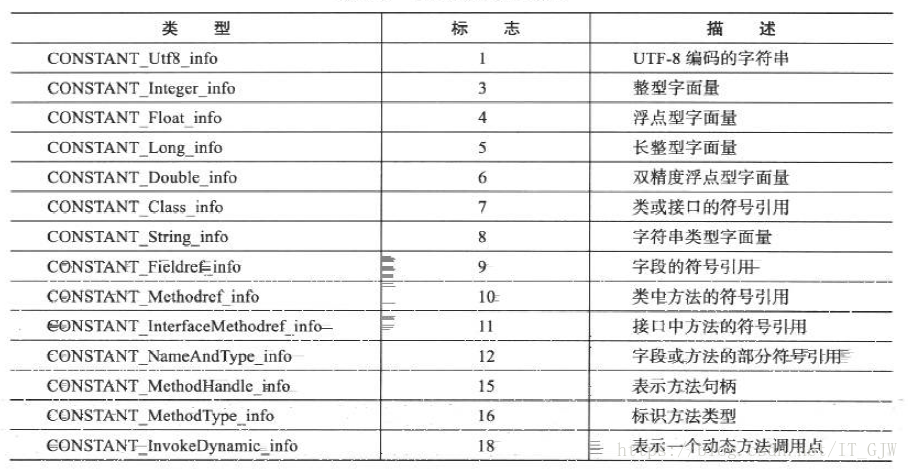 类 型 标 志 描 述
CONSTANT_Utf8_info 1 UTF-8 编码的字符串
CONSTANT_Integer_info 3 整型字面量
CONSTANT_Float_info 4 浮点型字面量
CONSTANT_Long_info 5 长整型字面量
CONSTANT_Double_info 6 双精度浮点型字面量
CONSTANT_Class_info 7 类或接口的符号引用
CONSTANT_String_info 8 字符串类型字面量
CONSTANT_Fieldref_info 9 字段的符号引用
CONSTANT_Methodref_info 10 类中方法的符号引用
CONSTANT_InterfaceMethodref_info 11 接口中方法的符号引用
CONSTANT_NameAndType_info 12 字段或方法的部分符号引用
CONSTANT_MethodHandle_info 15 表示方法句柄
CONSTANT_MethodType_info 16 标识方法类型
CONSTANT_InvokeDynamic_info 18 表示一个动态方法调用点